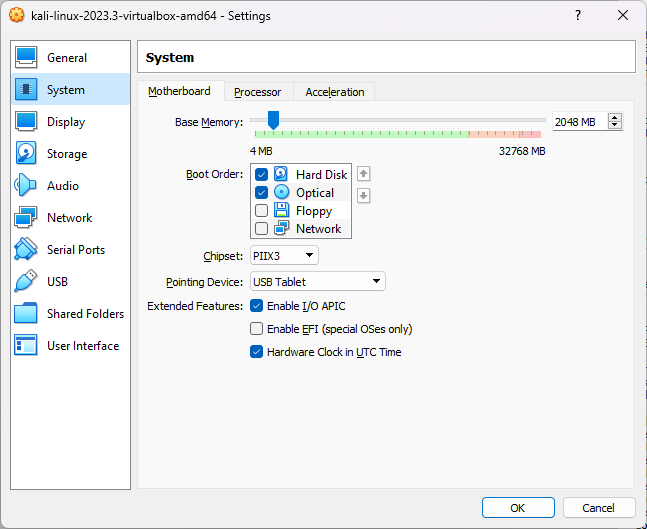 kali-linux-2023.3-virtualbox-amd64 - Settings
General
System
Display
Storage
Audio
Network
Serial Ports
USB
Shared Folders
User Interface
System
Motherboard Processor Acceleration
Base Memory: 2048 MB
4 MB 32768 MB
Boot Order: Hard Disk
Optical
Floppy
Network
Chipset: PIIX3
Pointing Device: USB Tablet
Extended Features: Enable I/O APIC
Enable EFI (special OSes only)
Hardware Clock in UTC Time
OK Cancel